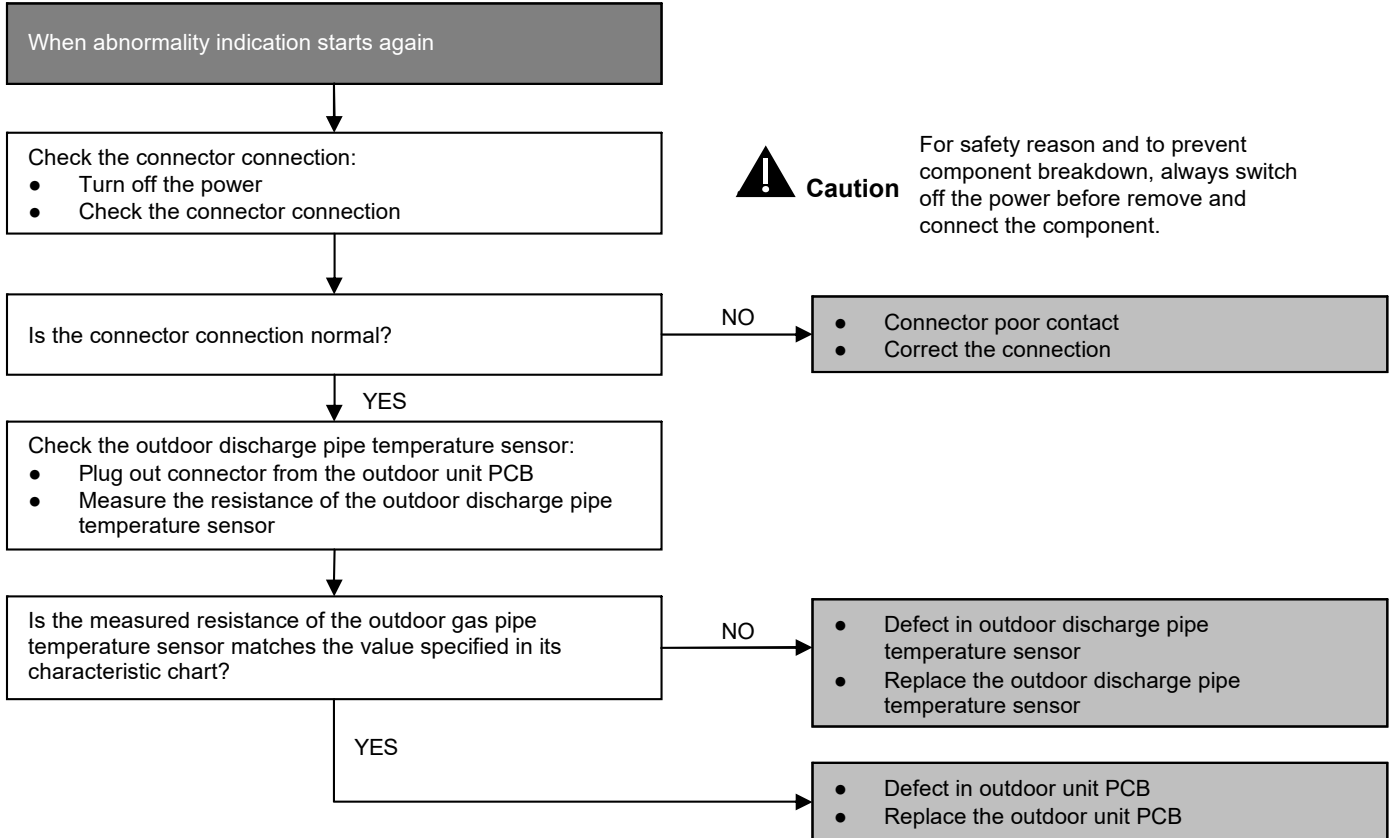 When abnormality indication starts again
Check the connector connection:
● Turn off the power
● Check the connector connection
For safety reason and to prevent
component breakdown, always switch
off the power before remove and
connect the component.
Caution
Is the connector connection normal?
NO
● Connector poor contact
● Correct the connection
YES
Check the outdoor discharge pipe temperature sensor:
● Plug out connector from the outdoor unit PCB
● Measure the resistance of the outdoor discharge pipe
temperature sensor
Is the measured resistance of the outdoor gas pipe
temperature sensor matches the value specified in its
characteristic chart?
NO
● Defect in outdoor discharge pipe
temperature sensor
● Replace the outdoor discharge pipe
temperature sensor
YES
● Defect in outdoor unit PCB
● Replace the outdoor unit PCB